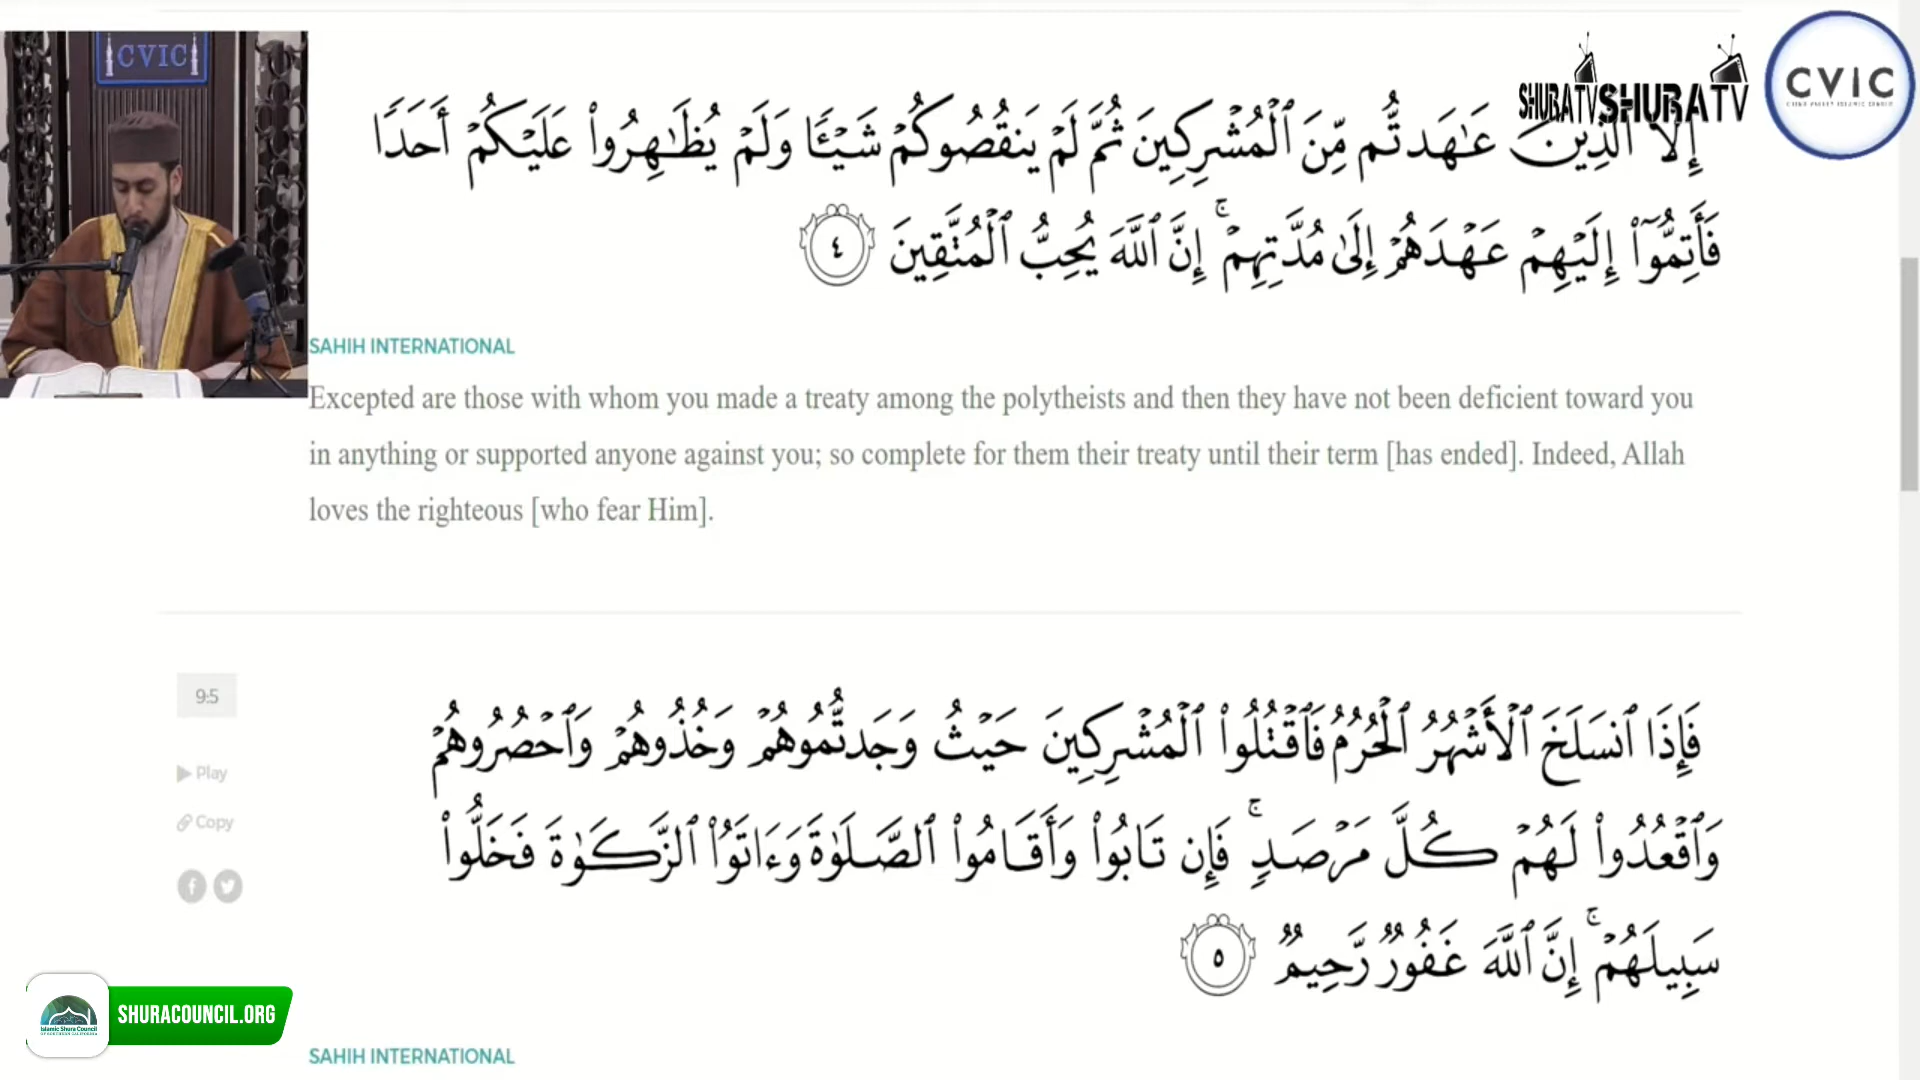 CVIC
SHURATV
SHURATV
CVIC
إِلَّا ٱلَّذِينَ عَٰهَدتُّم مِّنَ ٱلْمُشْرِكِينَ ثُمَّ لَمْ يَنقُصُوكُمْ شَيْـًٔا وَلَمْ يُظَٰهِرُوا۟ عَلَيْكُمْ أَحَدًا
فَأَتِمُّوٓا۟ إِلَيْهِمْ عَهْدَهُمْ إِلَىٰ مُدَّتِهِمْ ۚ إِنَّ ٱللَّهَ يُحِبُّ ٱلْمُتَّقِينَ ٤
SAHIH INTERNATIONAL
Excepted are those with whom you made a treaty among the polytheists and then they have not been deficient toward you
in anything or supported anyone against you; so complete for them their treaty until their term [has ended]. Indeed, Allah
loves the righteous [who fear Him].
9:5
Play
Copy
فَإِذَا ٱنسَلَخَ ٱلْأَشْهُرُ ٱلْحُرُمُ فَٱقْتُلُوا۟ ٱلْمُشْرِكِينَ حَيْثُ وَجَدتُّمُوهُمْ وَخُذُوهُمْ وَٱحْصُرُوهُمْ
وَٱقْعُدُوا۟ لَهُمْ كُلَّ مَرْصَدٍ ۚ فَإِن تَابُوا۟ وَأَقَامُوا۟ ٱلصَّلَوٰةَ وَءَاتَوُا۟ ٱلزَّكَوٰةَ فَخَلُّوا۟
سَبِيلَهُمْ ۚ إِنَّ ٱللَّهَ غَفُورٌ رَّحِيمٌ ٥
Islamic Shura Council
SHURACOUNCIL.ORG
SAHIH INTERNATIONAL